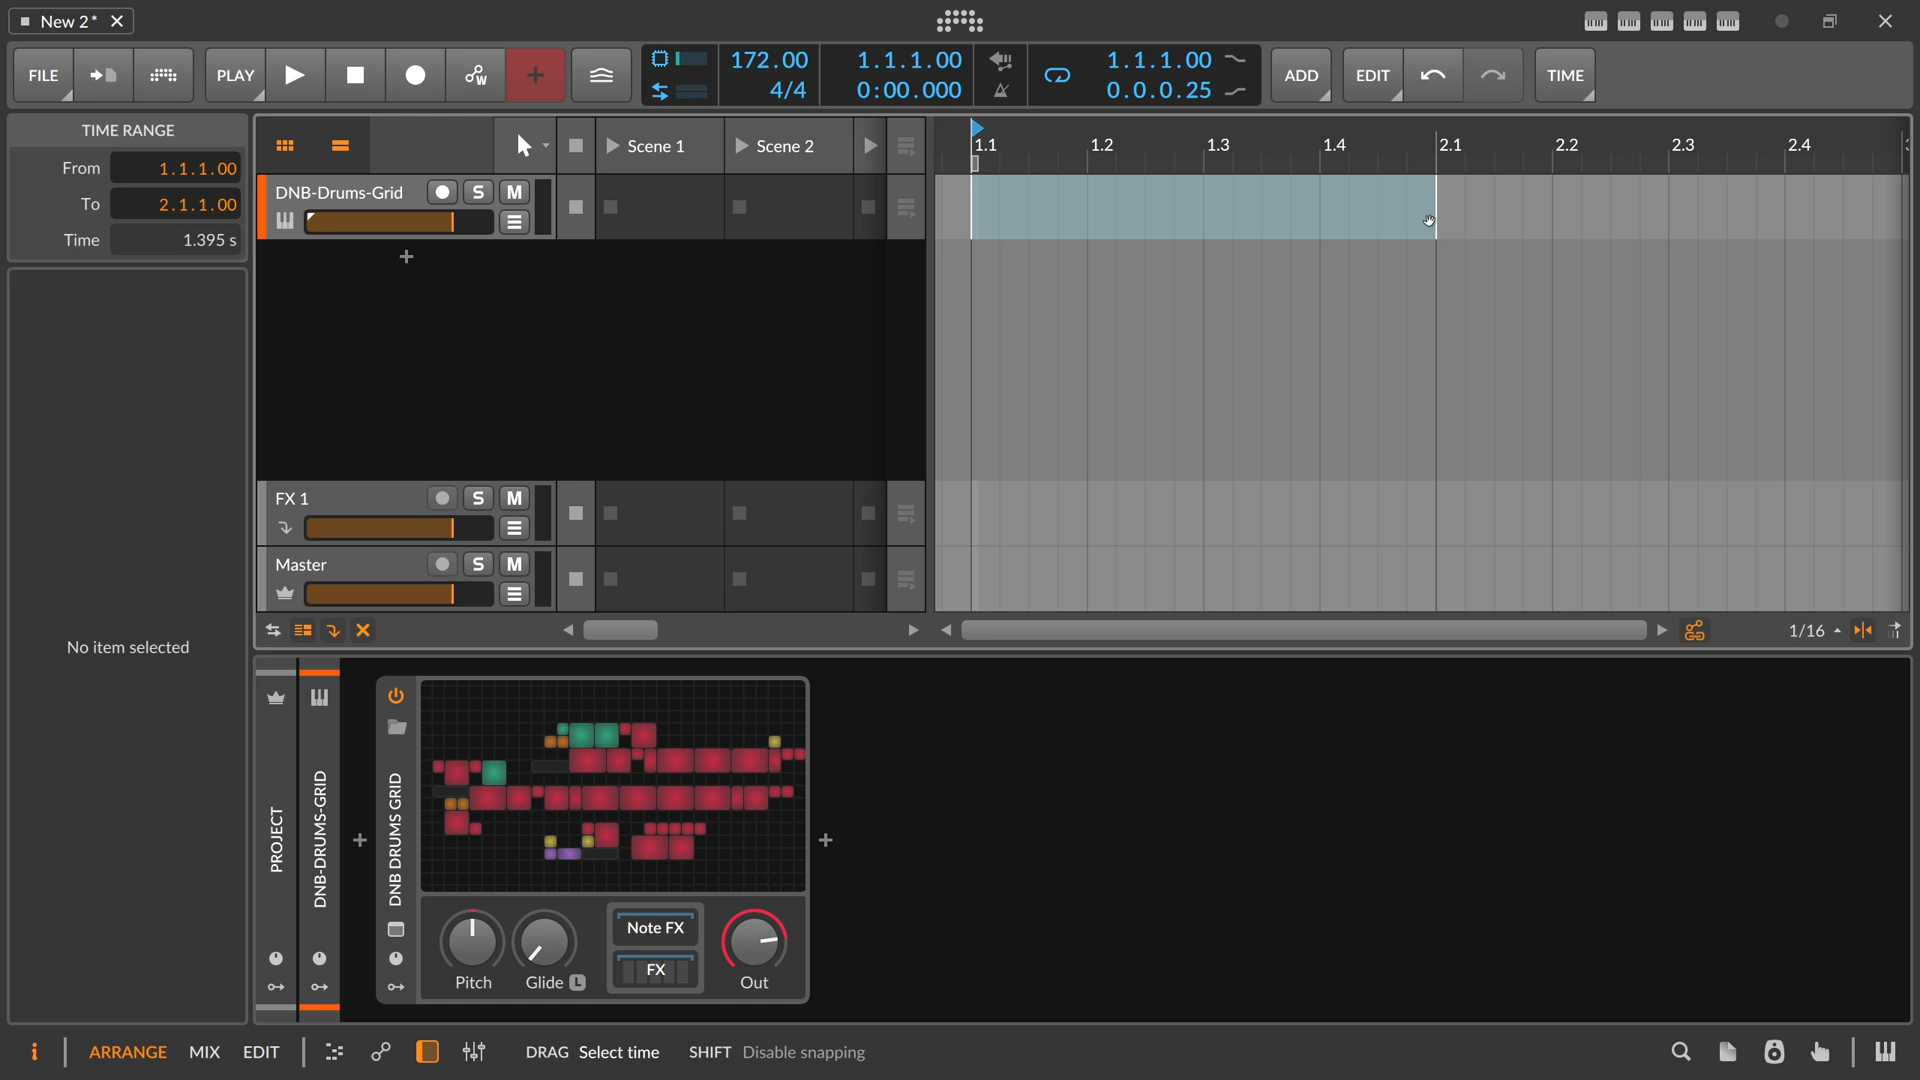 New 2*
FILE
PLAY
172.00
4/4
1.1.1.00
0:00.000
1.1.1.00
0.0.0.25
ADD
EDIT
TIME
TIME RANGE
From 1.1.1.00
To 2.1.1.00
Time 1.395 s
No item selected
Scene 1
Scene 2
1.1 1.2 1.3 1.4 2.1 2.2 2.3 2.4
DNB-Drums-Grid
S M
FX 1
S M
Master
S M
1/16
PROJECT
DNB-DRUMS-GRID
DNB DRUMS GRID
Pitch
Glide L
Note FX
FX
Out
ARRANGE MIX EDIT
DRAG Select time SHIFT Disable snapping